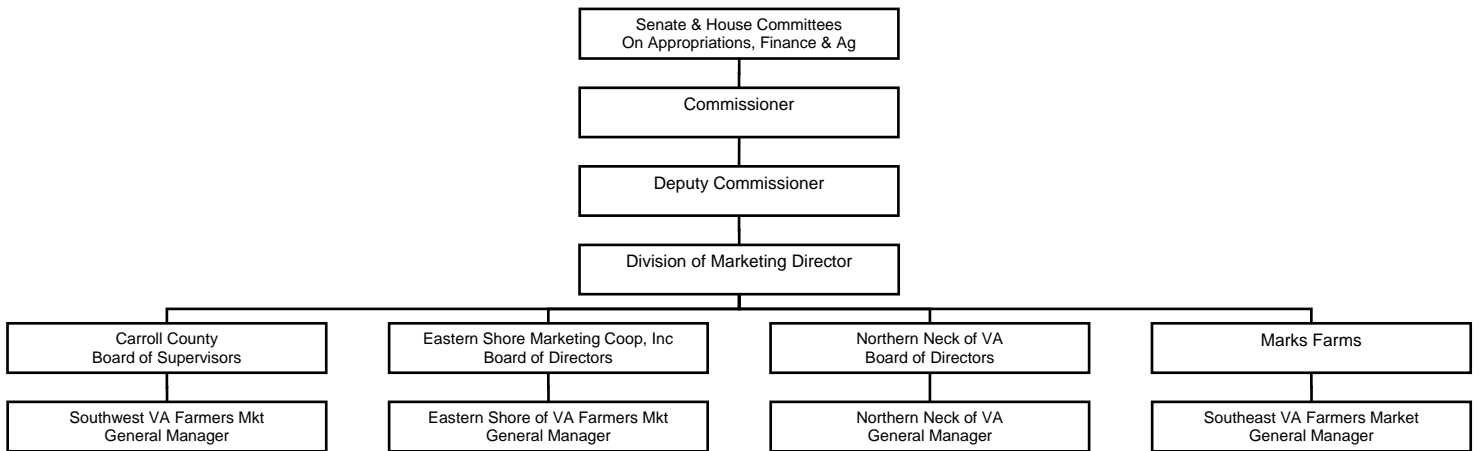 Senate & House Committees
On Appropriations, Finance & Ag
Commissioner
Deputy Commissioner
Division of Marketing Director
Carroll County
Board of Supervisors
Eastern Shore Marketing Coop, Inc
Board of Directors
Northern Neck of VA
Board of Directors
Marks Farms
Southwest VA Farmers Mkt
General Manager
Eastern Shore of VA Farmers Mkt
General Manager
Northern Neck of VA
General Manager
Southeast VA Farmers Market
General Manager